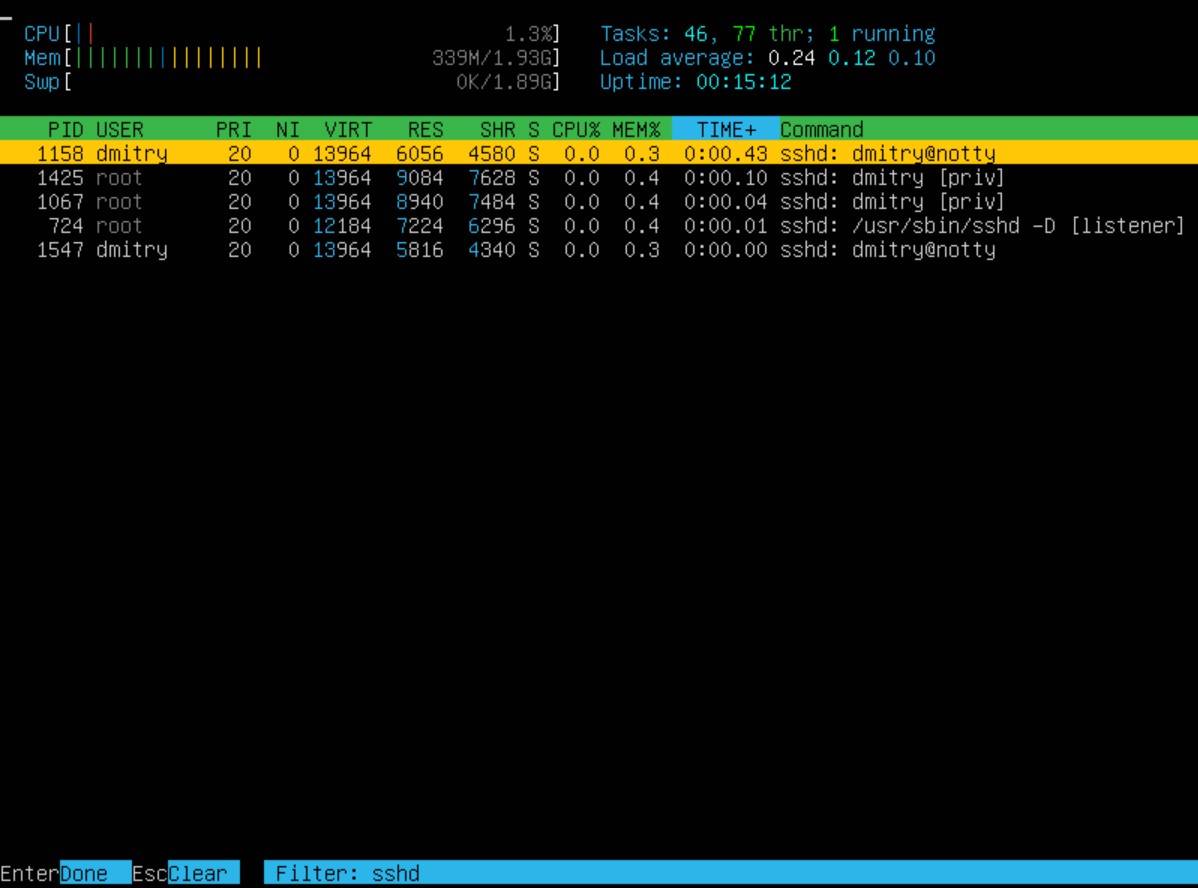 CPU[|| 1.3%] Tasks: 46, 77 thr; 1 running
Mem[|||||||||||||||| 339M/1.93G] Load average: 0.24 0.12 0.10
Swp[ 0K/1.89G] Uptime: 00:15:12
PID USER PRI NI VIRT RES SHR S CPU% MEM% TIME+ Command
1158 dmitry 20 0 13964 6056 4580 S 0.0 0.3 0:00.43 sshd: dmitry@notty
1425 root 20 0 13964 9084 7628 S 0.0 0.4 0:00.10 sshd: dmitry [priv]
1067 root 20 0 13964 8940 7484 S 0.0 0.4 0:00.04 sshd: dmitry [priv]
724 root 20 0 12184 7224 6296 S 0.0 0.4 0:00.01 sshd: /usr/sbin/sshd -D [listener]
1547 dmitry 20 0 13964 5816 4340 S 0.0 0.3 0:00.00 sshd: dmitry@notty
EnterDone EscClear Filter: sshd